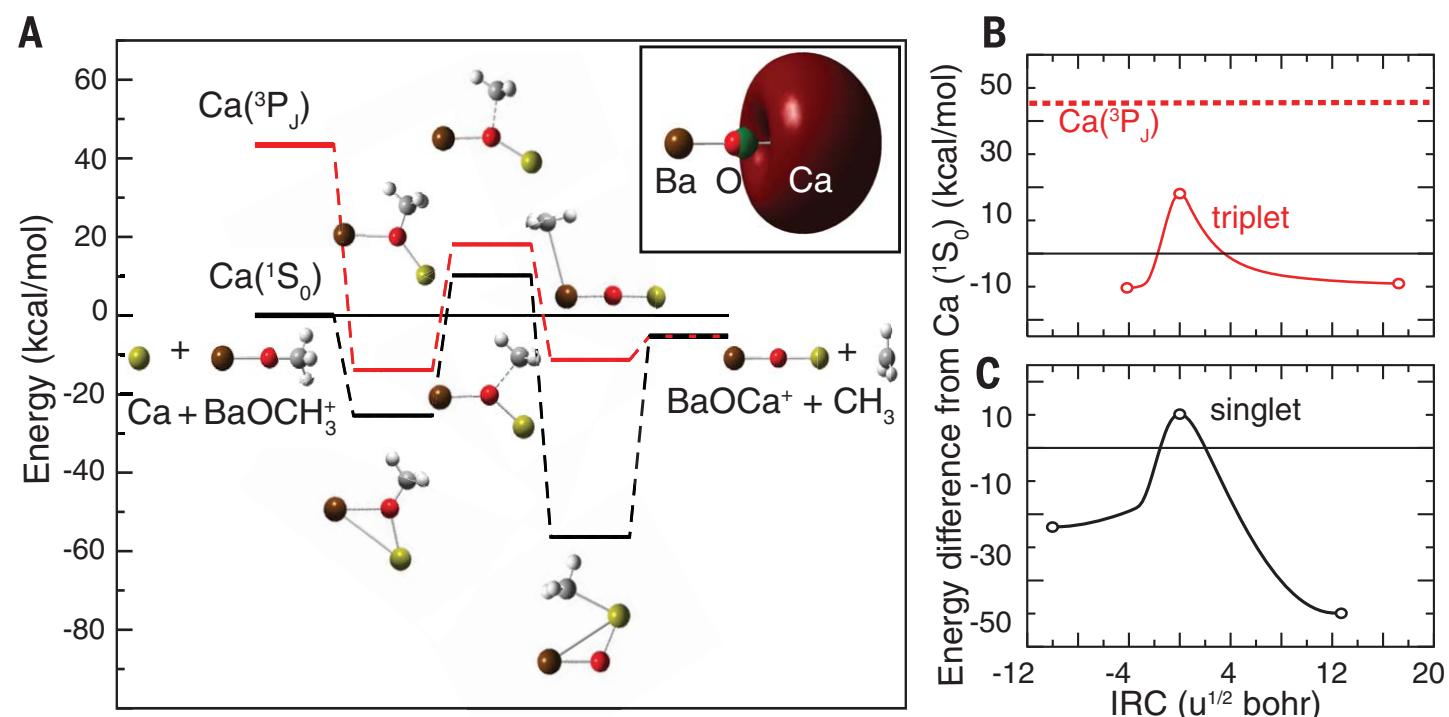 A
60
40
20
0
-20
-40
-60
-80
Energy (kcal/mol)
Ca(³P_J)
Ca(¹S₀)
+
Ca + BaOCH₃⁺
+
BaOCa⁺ + CH₃
Ba O Ca
B
50
30
10
-10
Ca(³P_J)
triplet
Energy difference from Ca (¹S₀) (kcal/mol)
C
10
-10
-30
-50
singlet
-12 -4 4 12 20
IRC (u^1/2 bohr)